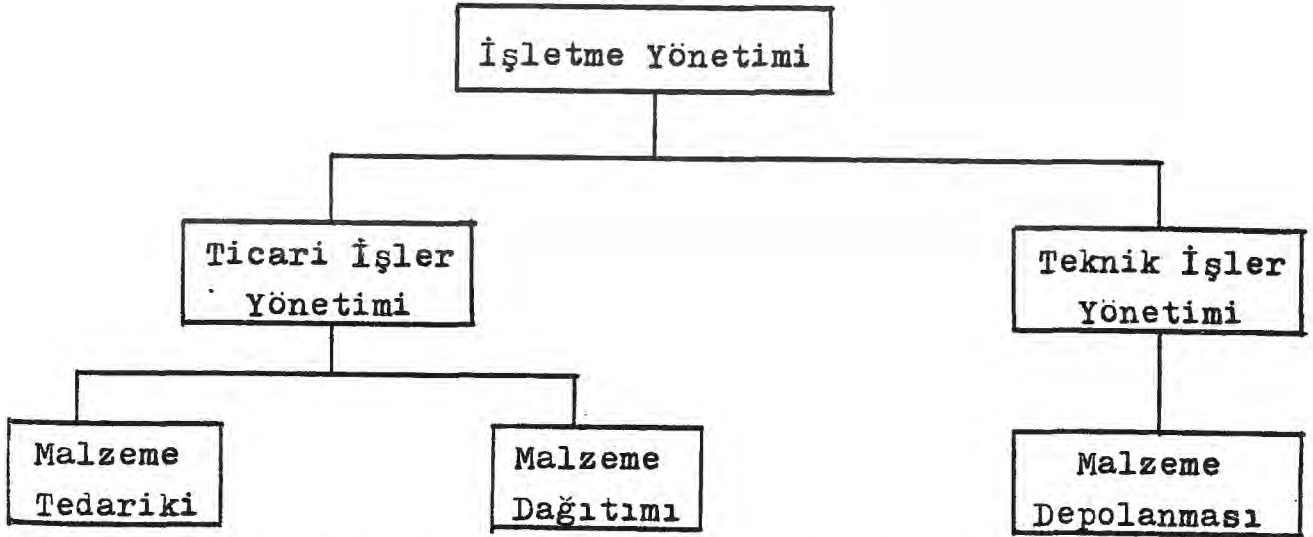 İşletme Yönetimi
Ticari İşler
Yönetimi
Teknik İşler
Yönetimi
Malzeme
Tedariki
Malzeme
Dağıtımı
Malzeme
Depolanması